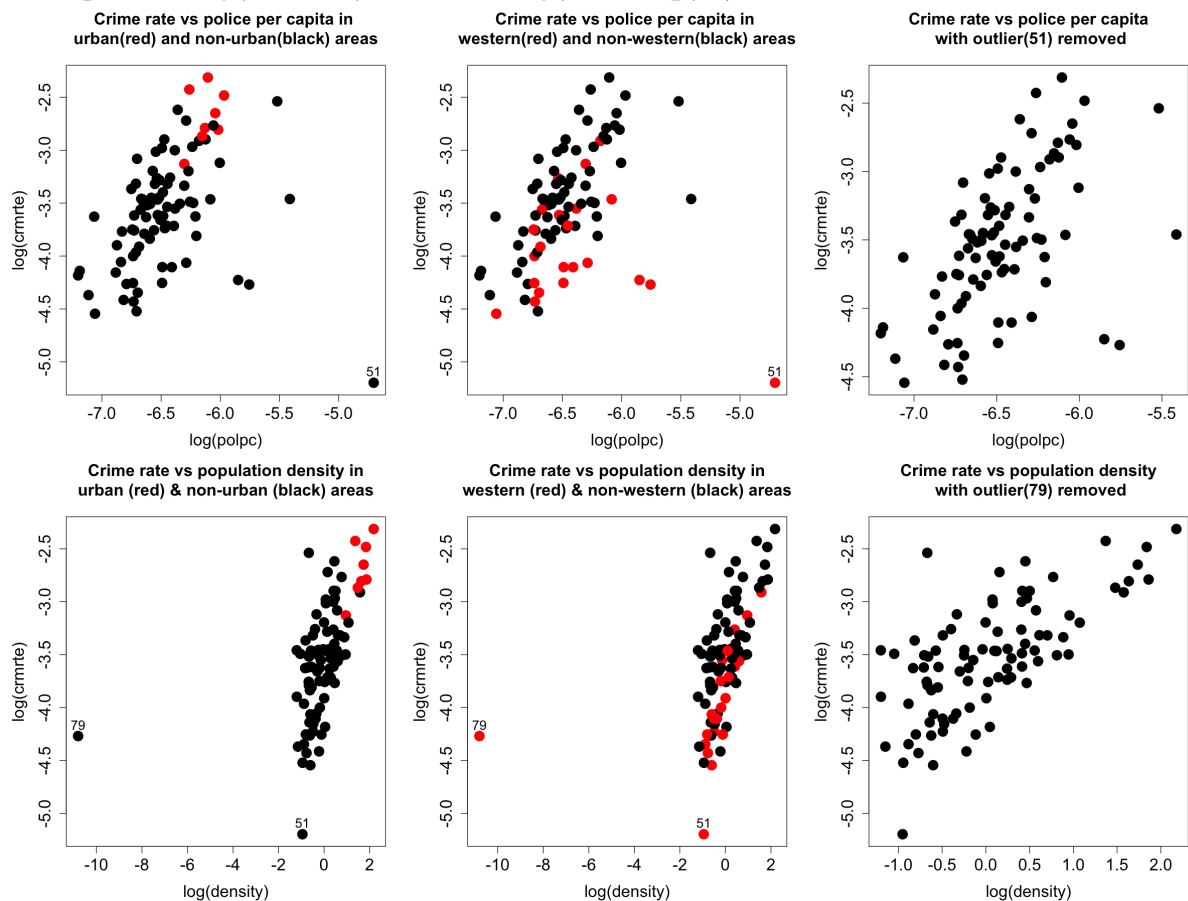 Crime rate vs police per capita in
urban(red) and non-urban(black) areas
log(crmrte)
-2.5
-3.0
-3.5
-4.0
-4.5
-5.0
51
-7.0 -6.5 -6.0 -5.5 -5.0
log(polpc)
Crime rate vs police per capita in
western(red) and non-western(black) areas
log(crmrte)
-2.5
-3.0
-3.5
-4.0
-4.5
-5.0
51
-7.0 -6.5 -6.0 -5.5 -5.0
log(polpc)
Crime rate vs police per capita
with outlier(51) removed
log(crmrte)
-2.5
-3.0
-3.5
-4.0
-4.5
-7.0 -6.5 -6.0 -5.5
log(polpc)
Crime rate vs population density in
urban (red) & non-urban (black) areas
log(crmrte)
-2.5
-3.0
-3.5
-4.0
-4.5
-5.0
79
51
-10 -8 -6 -4 -2 0 2
log(density)
Crime rate vs population density in
western (red) & non-western (black) areas
log(crmrte)
-2.5
-3.0
-3.5
-4.0
-4.5
-5.0
79
51
-10 -8 -6 -4 -2 0 2
log(density)
Crime rate vs population density
with outlier(79) removed
log(crmrte)
-2.5
-3.0
-3.5
-4.0
-4.5
-5.0
-1.0 -0.5 0.0 0.5 1.0 1.5 2.0
log(density)